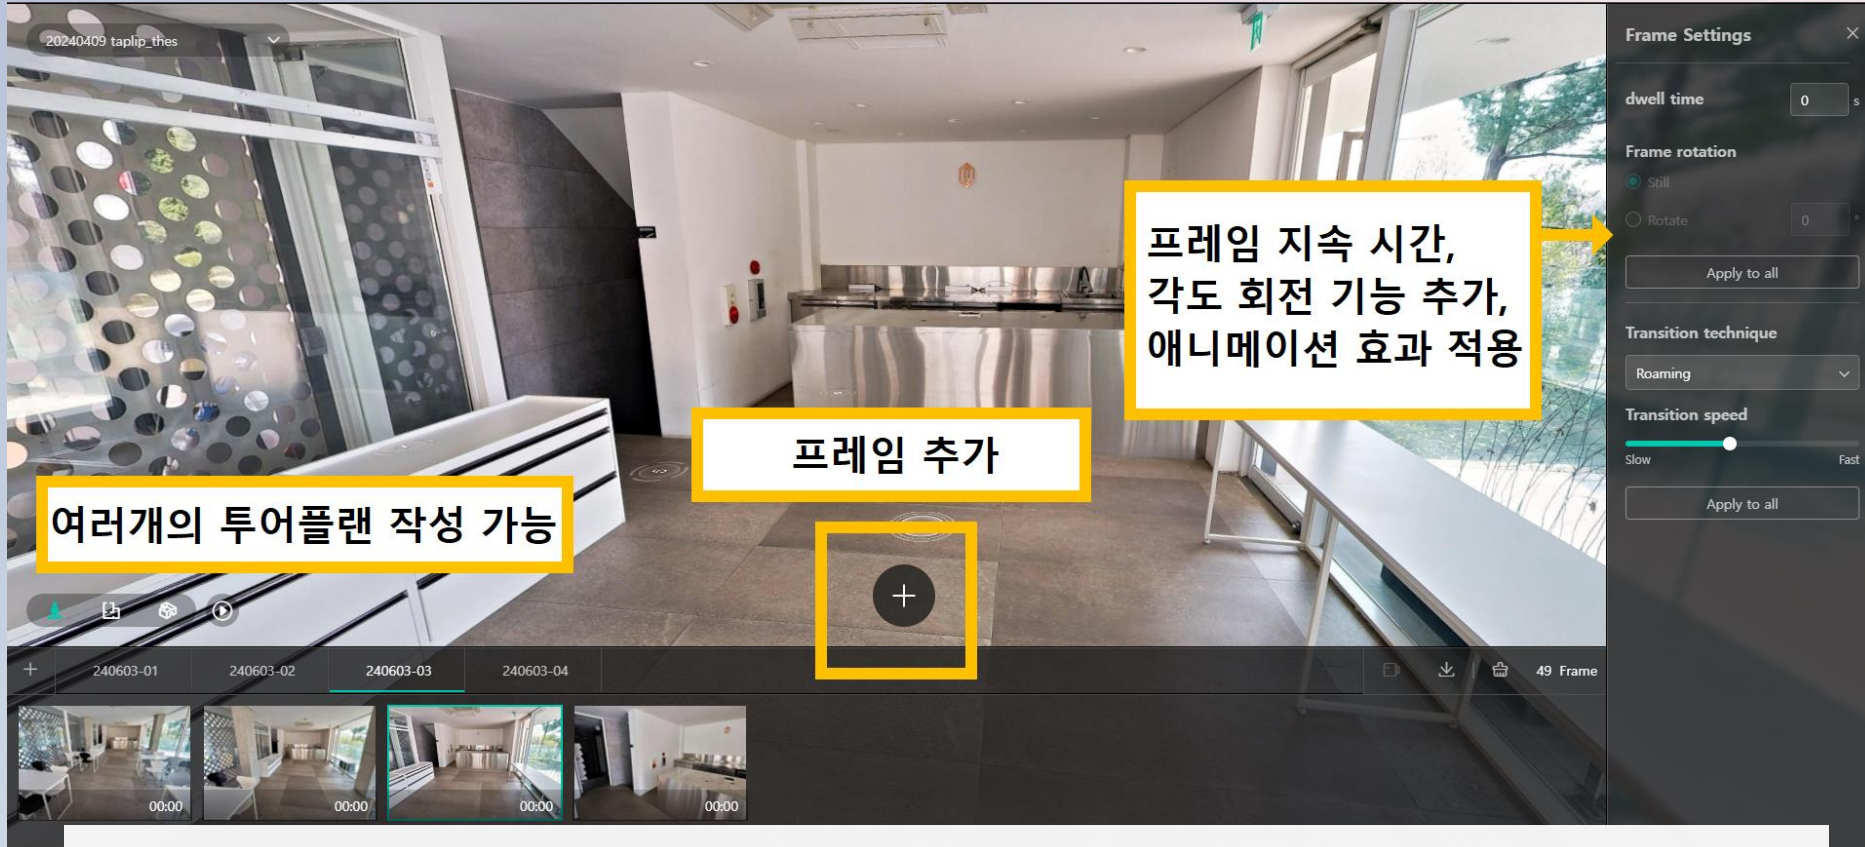 20240409 taplip_thes
Frame Settings
dwell time
0
s
Frame rotation
Still
Rotate
0
°
Apply to all
Transition technique
Roaming
Transition speed
Slow
Fast
Apply to all
프레임 지속 시간,
각도 회전 기능 추가,
애니메이션 효과 적용
프레임 추가
여러개의 투어플랜 작성 가능
240603-01
240603-02
240603-03
240603-04
49 Frame
00:00
00:00
00:00
00:00